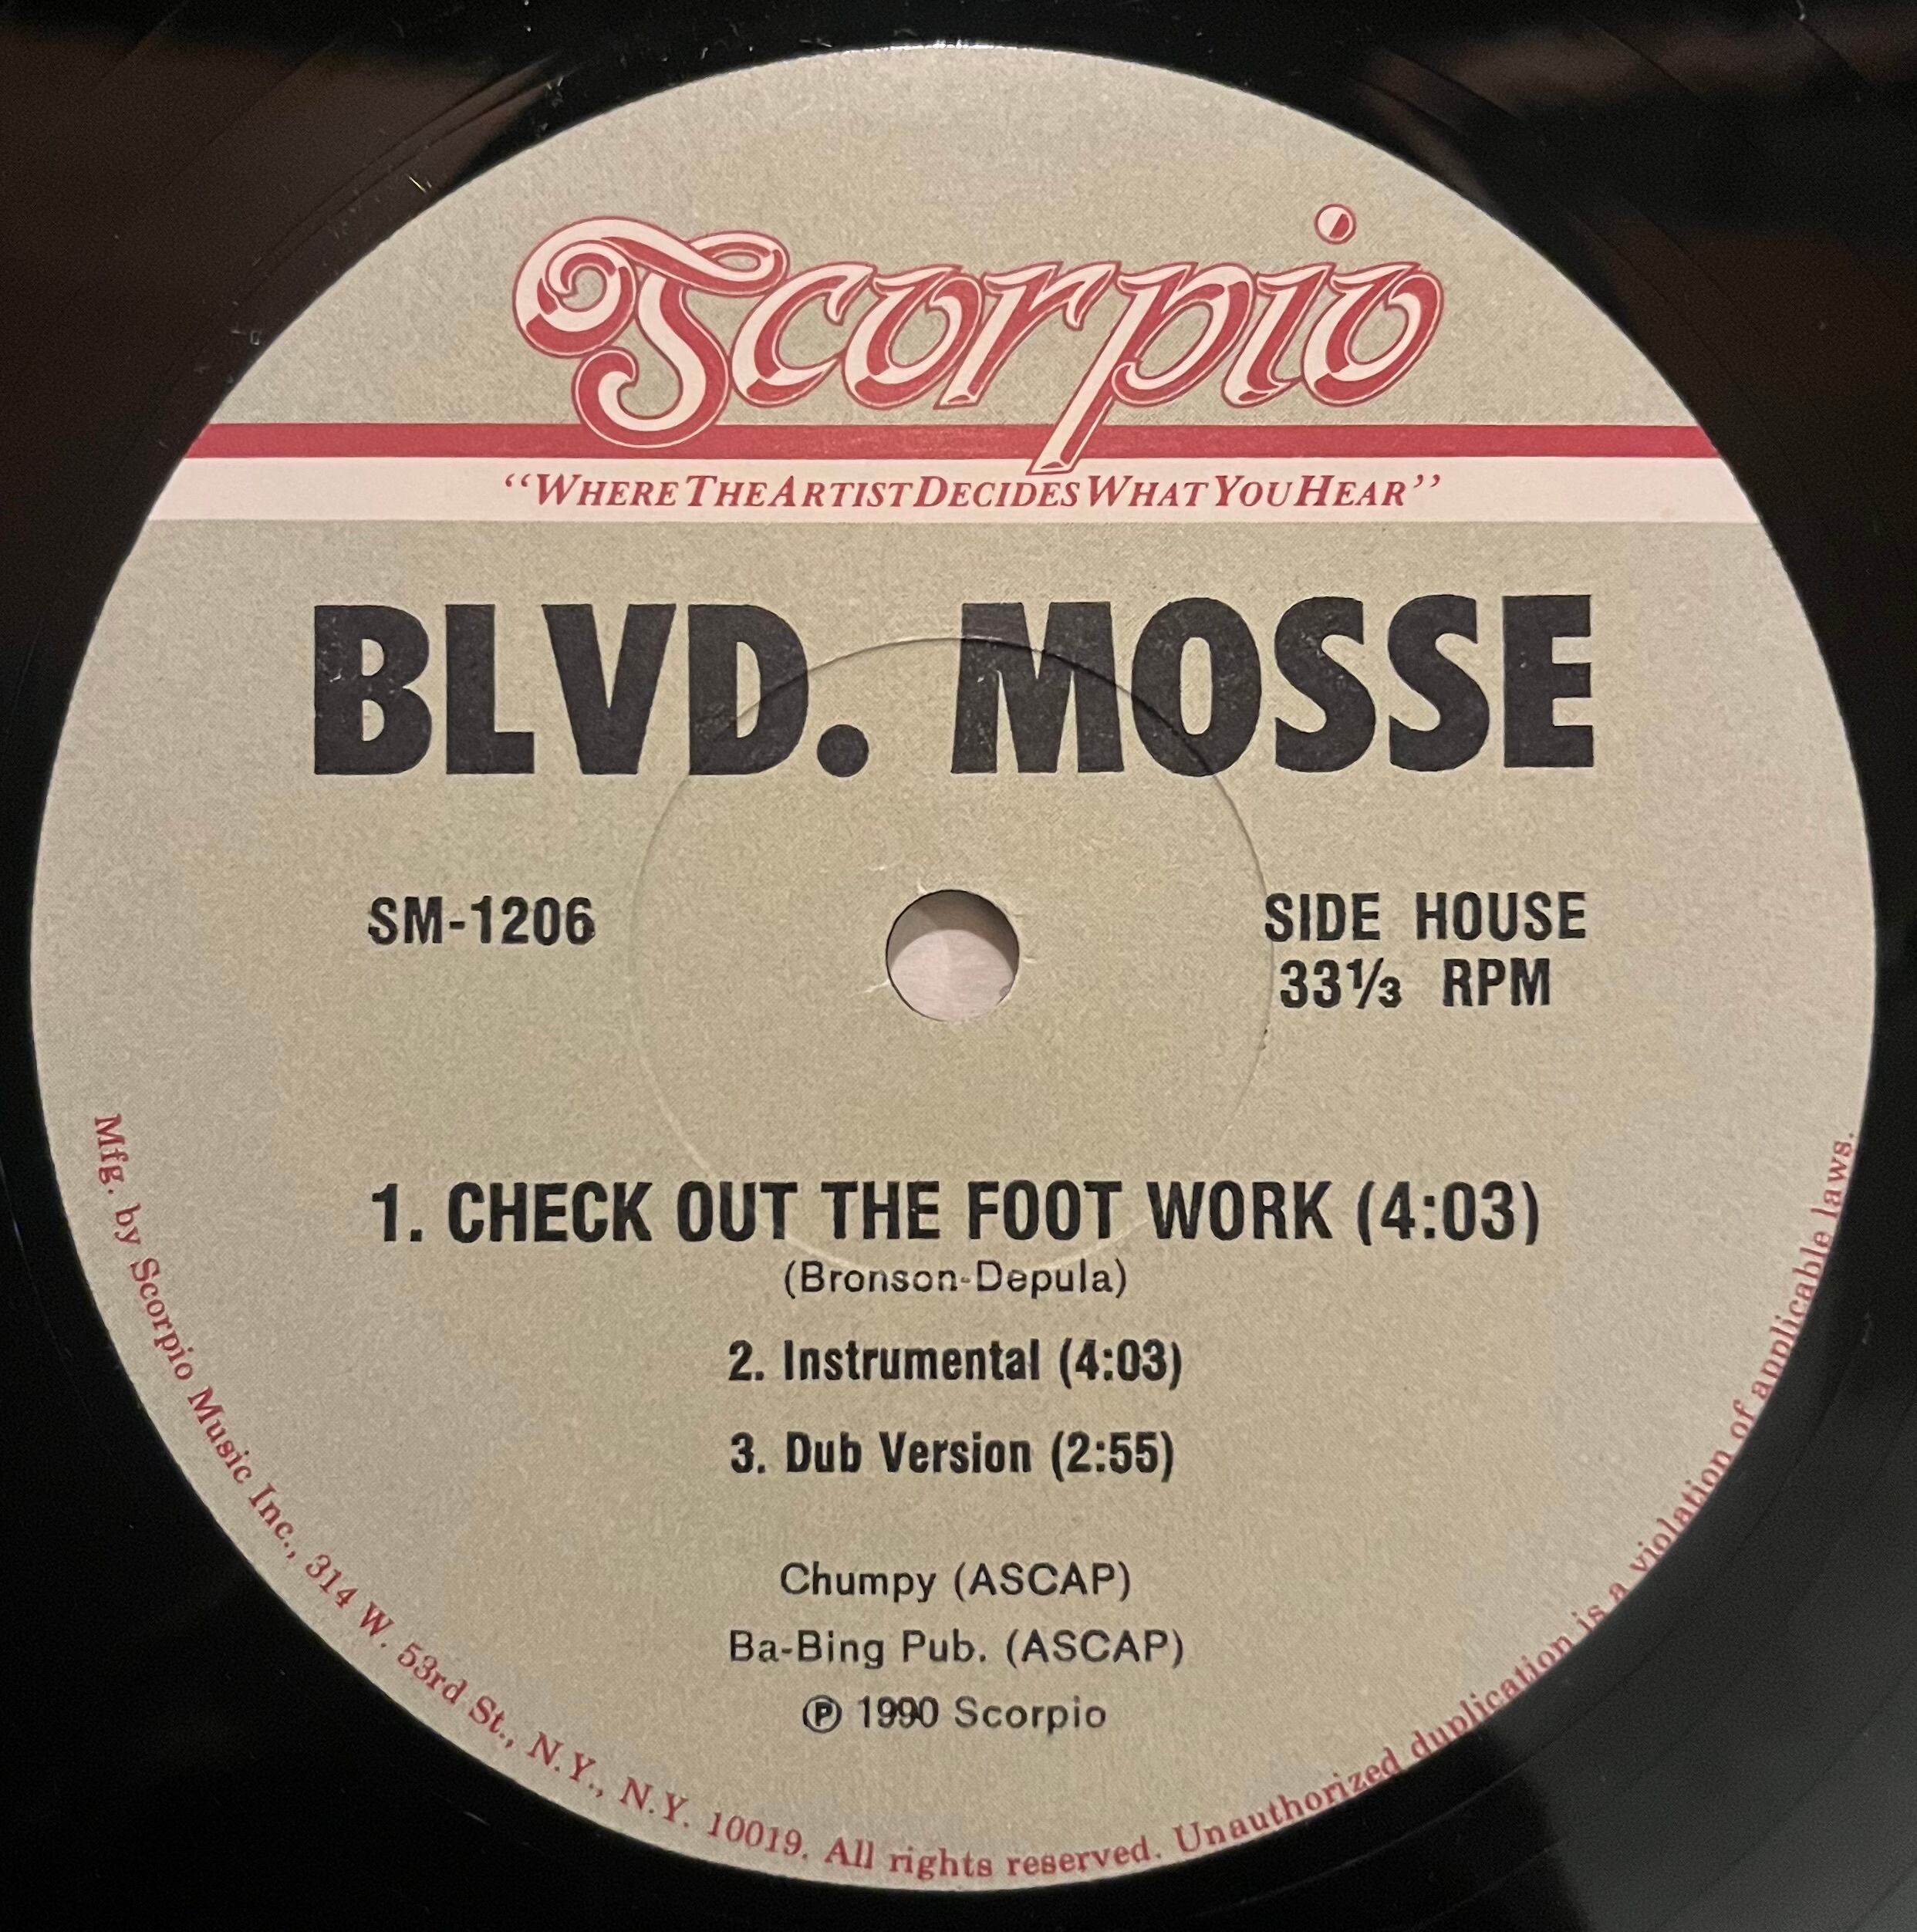 Scorpio
“WHERE THE ARTIST DECIDES WHAT YOU HEAR”
BLVD. MOSSE
SM-1206
SIDE HOUSE
33⅓ RPM
1. CHECK OUT THE FOOT WORK (4:03)
(Bronson-Depula)
2. Instrumental (4:03)
3. Dub Version (2:55)
Chumpy (ASCAP)
Ba-Bing Pub. (ASCAP)
℗ 1990 Scorpio
Mfg. by Scorpio Music Inc., 314 W. 53rd St., N.Y., N.Y. 10019. All rights reserved. Unauthorized duplication is a violation of applicable laws.